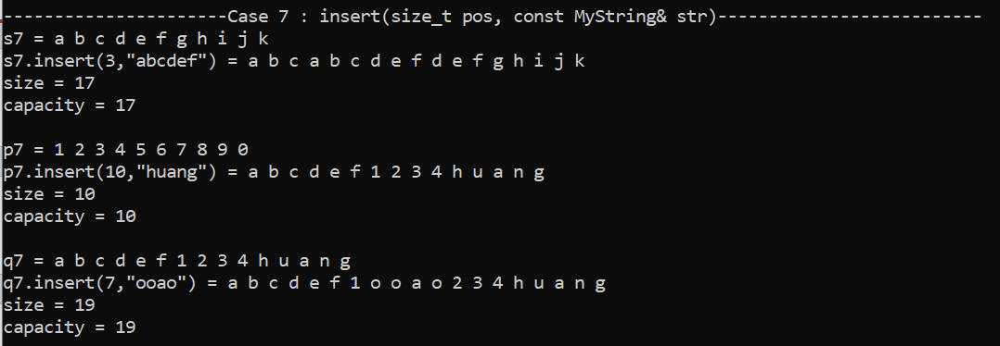 ----------------------Case 7 : insert(size_t pos, const MyString& str)--------------------------
s7 = a b c d e f g h i j k
s7.insert(3,"abcdef") = a b c a b c d e f d e f g h i j k
size = 17
capacity = 17
p7 = 1 2 3 4 5 6 7 8 9 0
p7.insert(10,"huang") = a b c d e f 1 2 3 4 h u a n g
size = 10
capacity = 10
q7 = a b c d e f 1 2 3 4 h u a n g
q7.insert(7,"ooao") = a b c d e f 1 o o a o 2 3 4 h u a n g
size = 19
capacity = 19